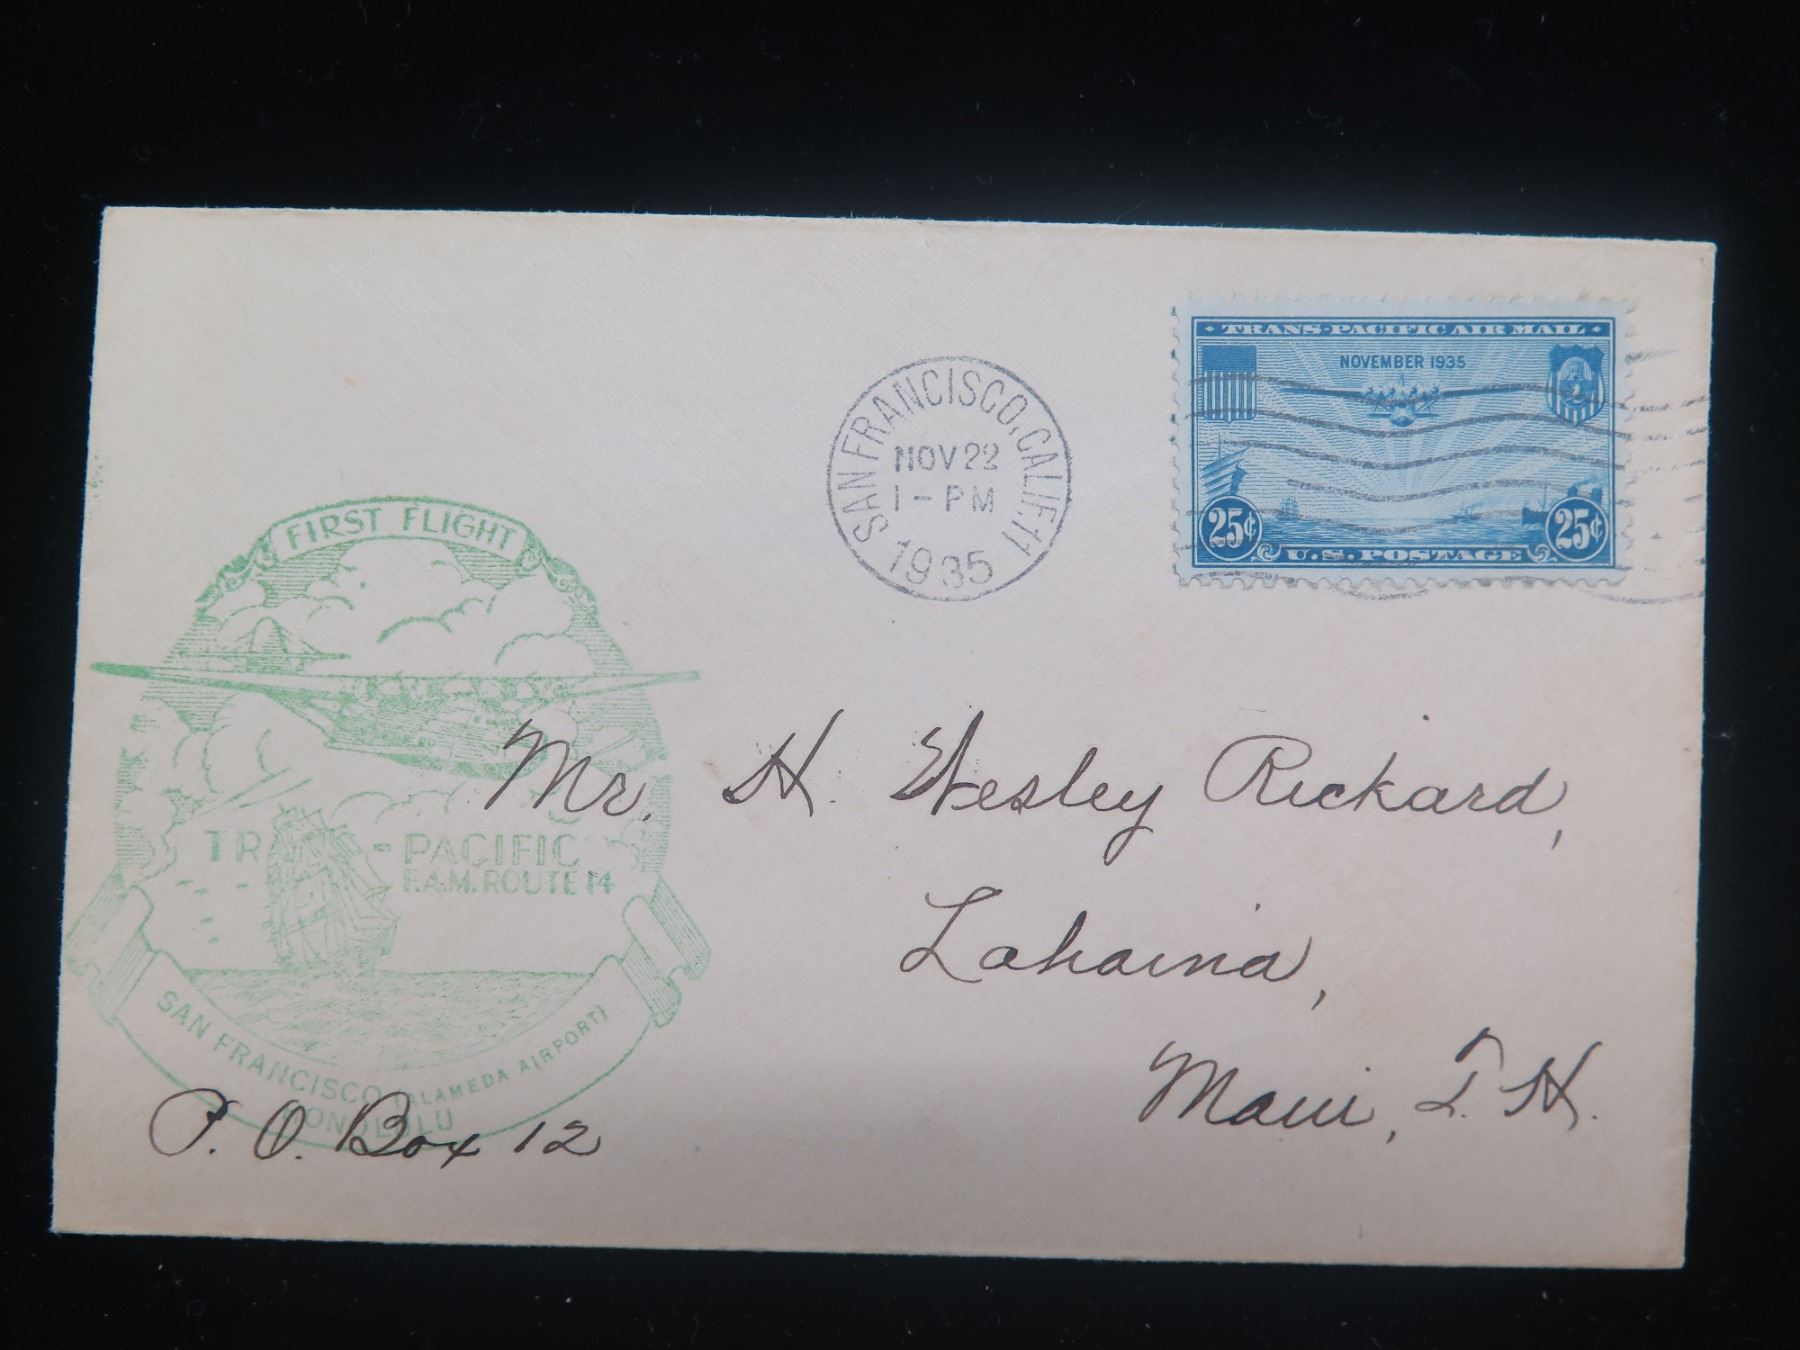 TRANS-PACIFIC AIR MAIL
NOVEMBER 1935
25¢ 25¢
U.S. POSTAGE
SAN FRANCISCO, CALIF. 11
NOV 22
1 - PM
1935
FIRST FLIGHT
TRANS-PACIFIC
F.A.M. ROUTE 14
SAN FRANCISCO (ALAMEDA AIRPORT)
HONOLULU
Mr. H. Wesley Rickard,
Lahaina,
Maui, T. H.
P. O. Box 12